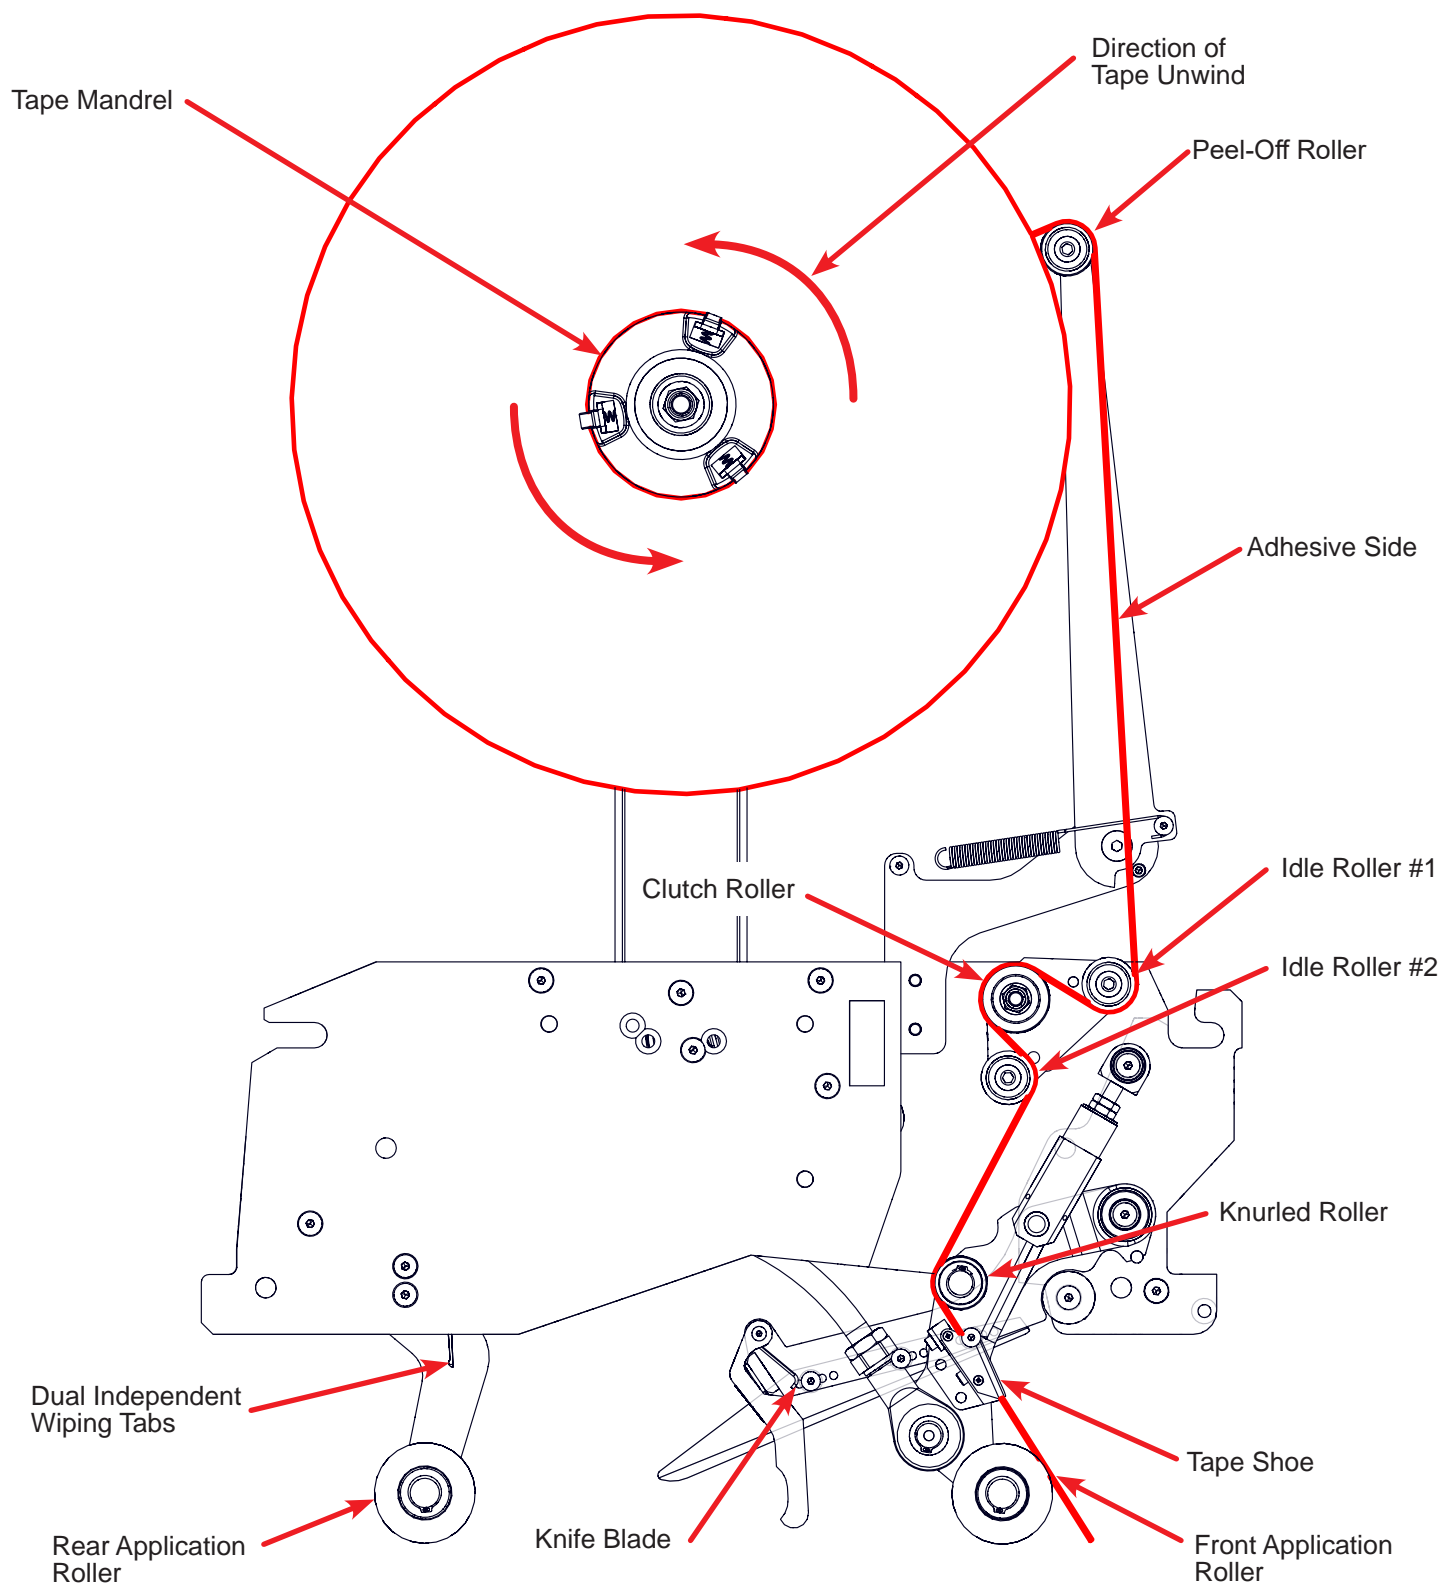 Direction of
Tape Unwind
Tape Mandrel
Peel-Off Roller
Adhesive Side
Clutch Roller
Idle Roller #1
Idle Roller #2
Knurled Roller
Dual Independent
Wiping Tabs
Tape Shoe
Rear Application
Roller
Knife Blade
Front Application
Roller